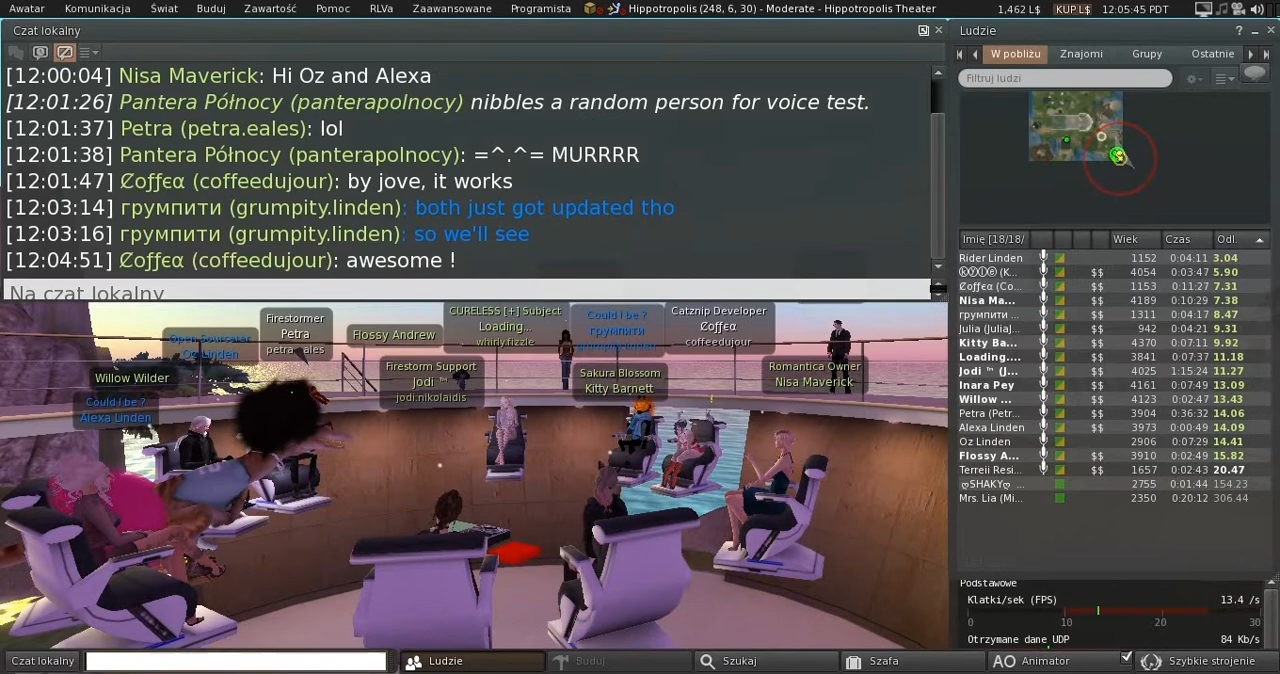 Awatar Komunikacja Świat Buduj Zawartość Pomoc RLVa Zaawansowane Programista Hippotropolis (248, 6, 30) - Moderate - Hippotropolis Theater 1,462 L$ KUP L$ 12:05:45 PDT
Czat lokalny
[12:00:04] Nisa Maverick: Hi Oz and Alexa
[12:01:26] Pantera Północy (panterapolnocy) nibbles a random person for voice test.
[12:01:37] Petra (petra.eales): lol
[12:01:38] Pantera Północy (panterapolnocy): =^.^= MURRRR
[12:01:47] Ȼoƒƒєα (coffeedujour): by jove, it works
[12:03:14] грумпити (grumpity.linden): both just got updated tho
[12:03:16] грумпити (grumpity.linden): so we'll see
[12:04:51] Ȼoƒƒєα (coffeedujour): awesome !
Na czat lokalny
Open Sourcerer
Oz Linden
Firestormer
Petra
petra eales
Flossy Andrew
CURELESS [+] Subject
Loading...
whirly.fizzle
Could I be ?
грумпити
grumpity.linden
Catznip Developer
Ȼoƒƒєα
coffeedujour
Willow Wilder
Firestorm Support
Jodi ™
jodi.nikolaidis
Sakura Blossom
Kitty Barnett
Romantica Owner
Nisa Maverick
Could I be ?
Alexa Linden
Ludzie
W pobliżu Znajomi Grupy Ostatnie
Filtruj ludzi
Imię [18/18/ Wiek Czas Odl.
Rider Linden 1152 0:04:11 3.04
ⓚⓨⓛⓔ (K... $$ 4054 0:03:47 5.90
Ȼoƒƒєα (Co... $$ 1153 0:11:27 7.31
Nisa Ma... $$ 4189 0:10:29 7.38
грумпити ... $$ 1311 0:04:17 8.47
Julia (JuliaJ... $$ 942 0:04:21 9.31
Kitty Ba... $$ 4370 0:07:11 9.92
Loading.... $$ 3841 0:07:37 11.18
Jodi ™ (J... $$ 4025 1:15:24 11.27
Inara Pey $$ 4161 0:07:49 13.09
Willow ... $$ 4123 0:02:47 13.43
Petra (Petr... $$ 3904 0:36:32 14.06
Alexa Linden $$ 3973 0:00:49 14.09
Oz Linden 2906 0:07:29 14.41
Flossy A... $$ 3910 0:02:49 15.82
Terreii Resi... $$ 1657 0:02:43 20.47
ღSHAKYღ ... 2755 0:01:44 154.23
Mrs. Lia (Mi... 2350 0:20:12 306.44
Podstawowe
Klatki/sek (FPS) 13.4 /s
0 10 20 30
Otrzymane dane UDP 84 Kb/s
Czat lokalny Ludzie Buduj Szukaj Szafa AO Animator Szybkie strojenie